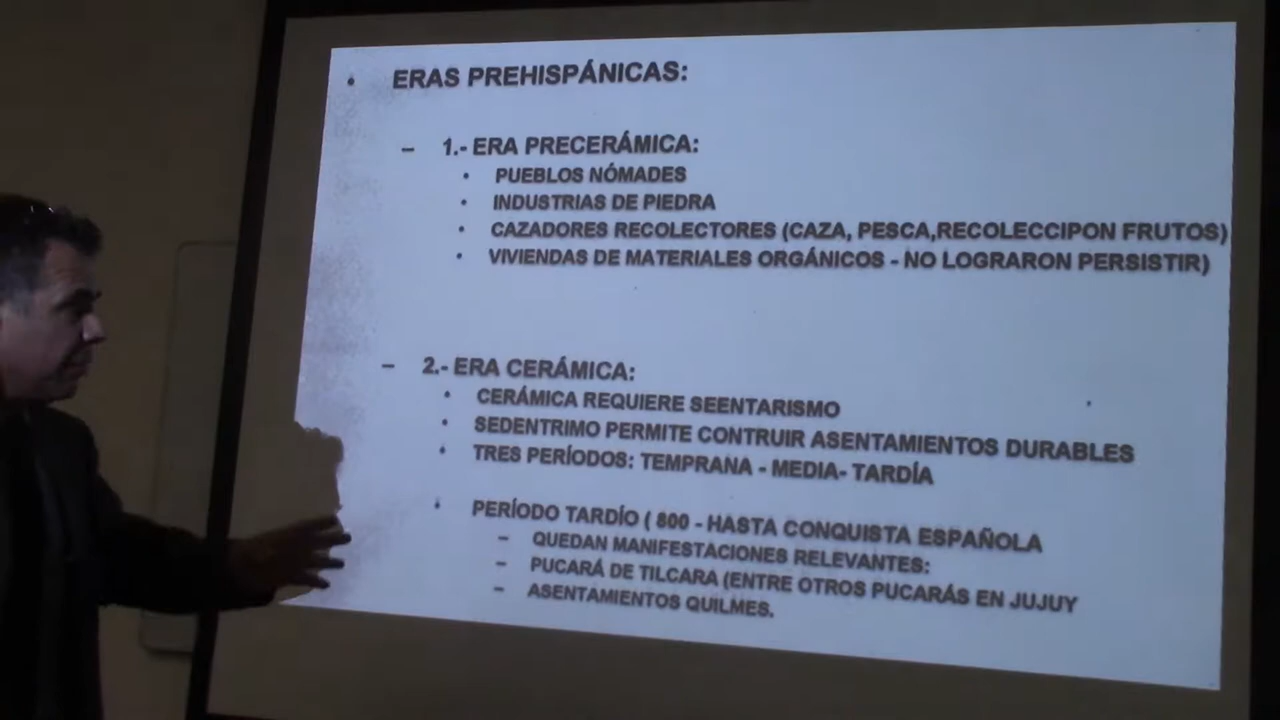 • ERAS PREHISPÁNICAS:
– 1.- ERA PRECERÁMICA:
• PUEBLOS NÓMADES
• INDUSTRIAS DE PIEDRA
• CAZADORES RECOLECTORES (CAZA, PESCA,RECOLECCIPON FRUTOS)
• VIVIENDAS DE MATERIALES ORGÁNICOS - NO LOGRARON PERSISTIR)
– 2.- ERA CERÁMICA:
• CERÁMICA REQUIERE SEENTARISMO
• SEDENTRIMO PERMITE CONTRUIR ASENTAMIENTOS DURABLES
• TRES PERÍODOS: TEMPRANA - MEDIA- TARDÍA
• PERÍODO TARDÍO ( 800 - HASTA CONQUISTA ESPAÑOLA
– QUEDAN MANIFESTACIONES RELEVANTES:
– PUCARÁ DE TILCARA (ENTRE OTROS PUCARÁS EN JUJUY
– ASENTAMIENTOS QUILMES.